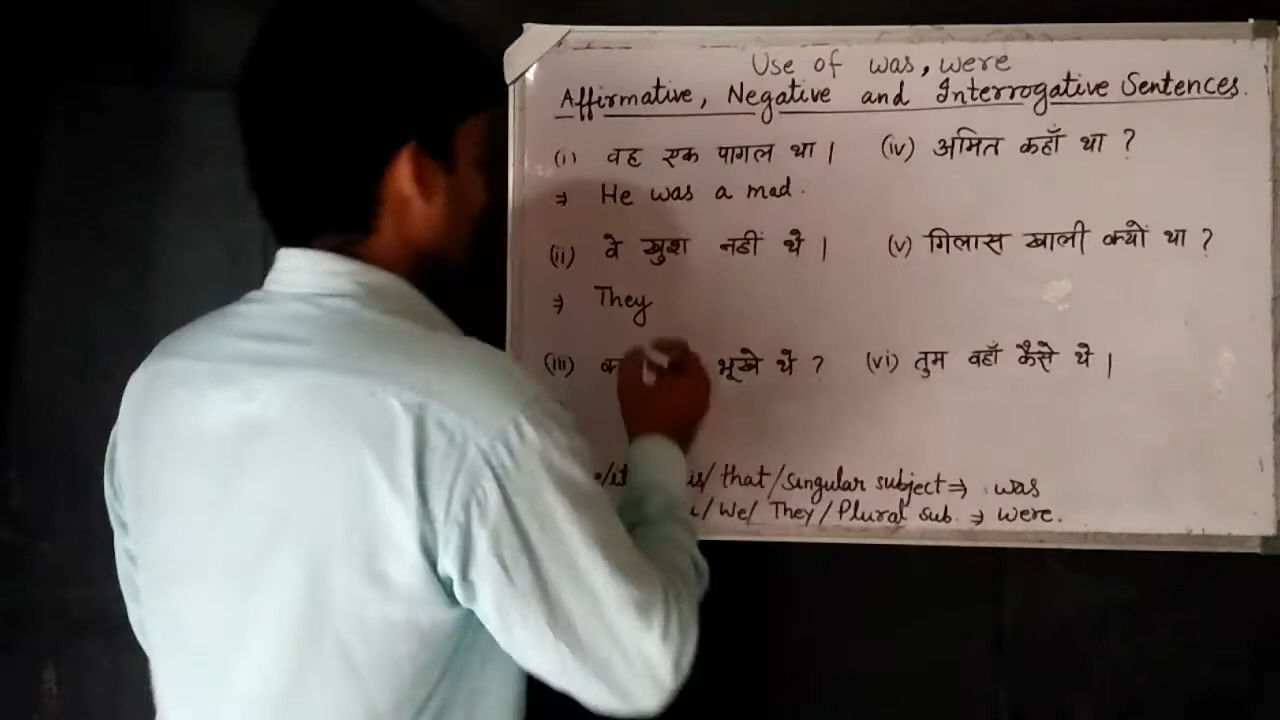 Use of was, were
Affirmative, Negative and Interrogative Sentences.
(i) वह एक पागल था |
⇒ He was a mad.
(ii) वे खुश नहीं थे |
⇒ They
(iii) भूखे थे ?
(iv) अमित कहाँ था ?
(v) गिलास खाली क्यों था ?
(vi) तुम वहाँ कैसे थे |
/ that / singular subject ⇒ was
/ We / They / Plural sub. ⇒ were.